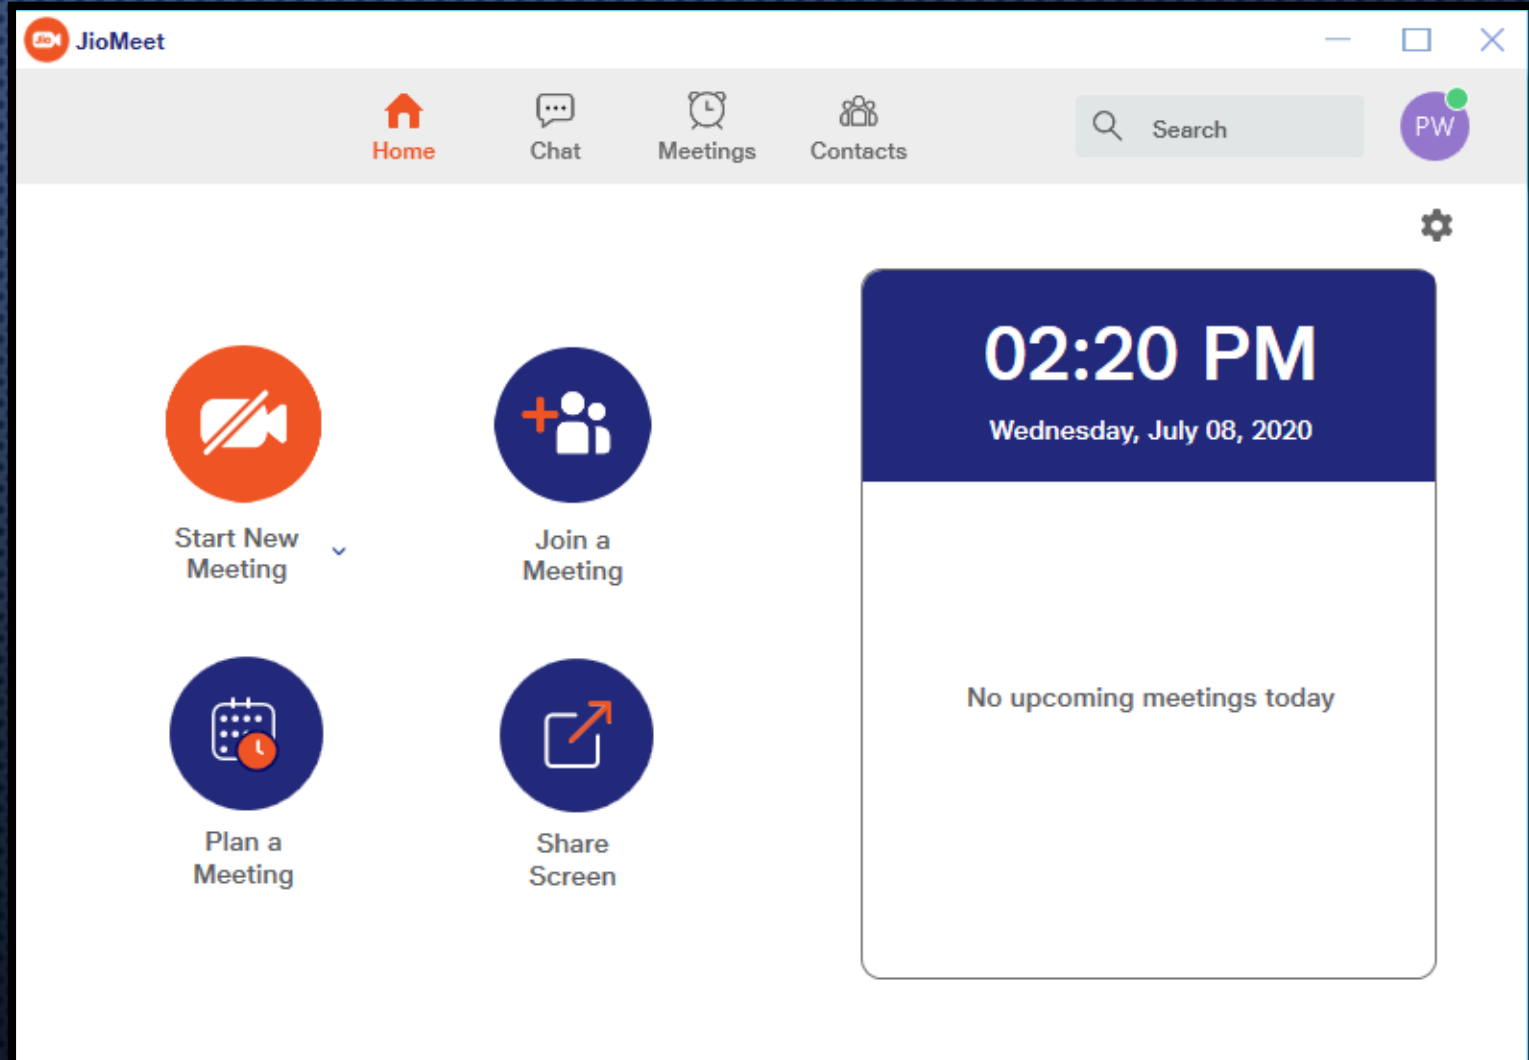 Jio JioMeet
Home Chat Meetings Contacts Search PW
02:20 PM
Wednesday, July 08, 2020
Start New
Meeting
Join a
Meeting
No upcoming meetings today
Plan a
Meeting
Share
Screen